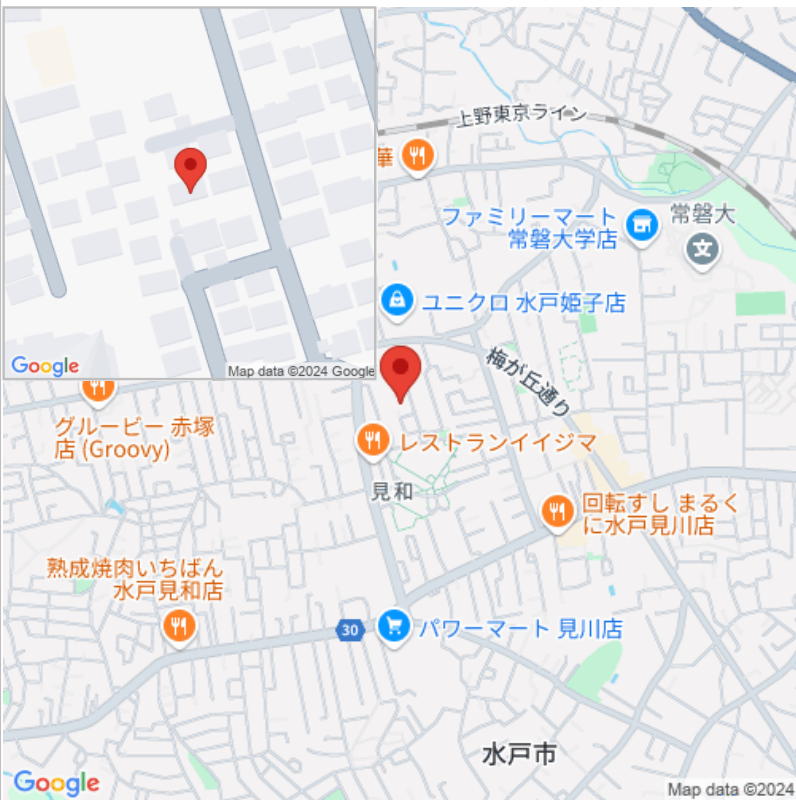 Google
Map data ©2024 Google
上野東京ライン
華
ファミリーマート
常磐大学店
常磐大
ユニクロ 水戸姫子店
梅が丘通り
グルービー 赤塚
店 (Groovy)
レストランイイジマ
見和
回転すし まるく
に水戸見川店
熟成焼肉いちばん
水戸見和店
30
パワーマート 見川店
水戸市
Google
Map data ©2024